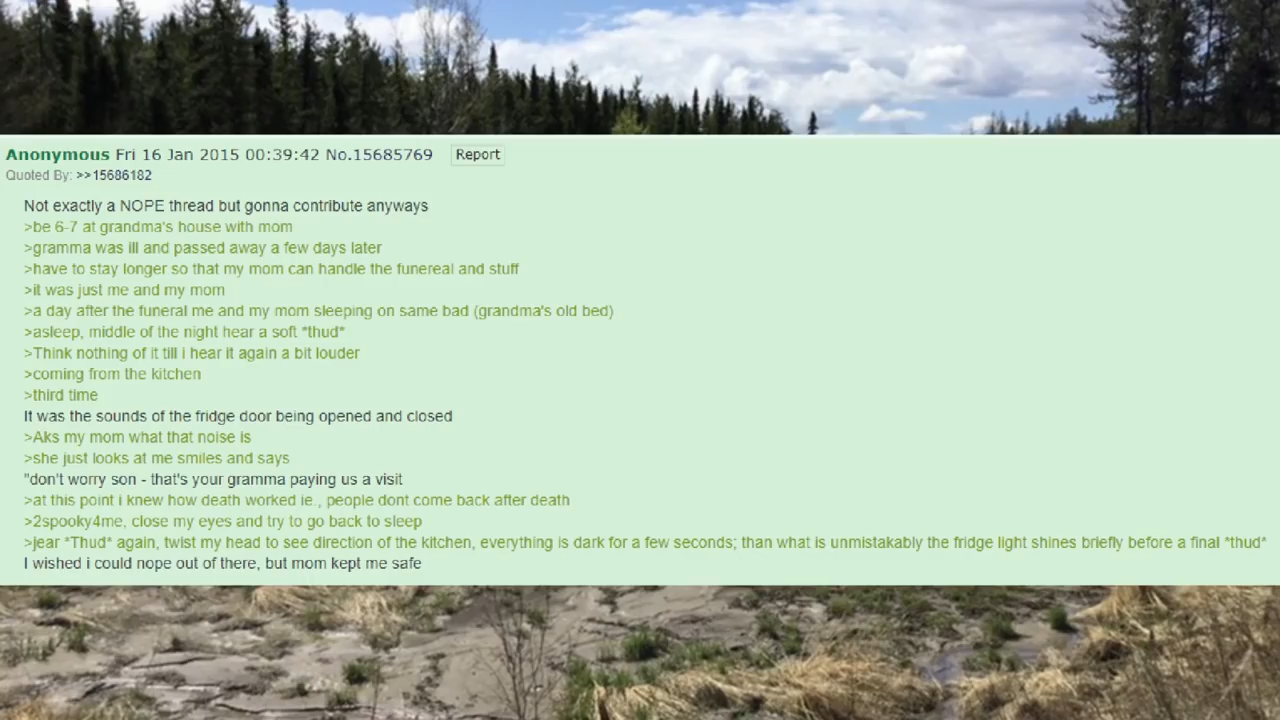 Anonymous Fri 16 Jan 2015 00:39:42 No.15685769 Report
Quoted By: >>15686182
Not exactly a NOPE thread but gonna contribute anyways
>be 6-7 at grandma's house with mom
>gramma was ill and passed away a few days later
>have to stay longer so that my mom can handle the funereal and stuff
>it was just me and my mom
>a day after the funeral me and my mom sleeping on same bad (grandma's old bed)
>asleep, middle of the night hear a soft *thud*
>Think nothing of it till i hear it again a bit louder
>coming from the kitchen
>third time
It was the sounds of the fridge door being opened and closed
>Aks my mom what that noise is
>she just looks at me smiles and says
"don't worry son - that's your gramma paying us a visit
>at this point i knew how death worked ie., people dont come back after death
>2spooky4me, close my eyes and try to go back to sleep
>jear *Thud* again, twist my head to see direction of the kitchen, everything is dark for a few seconds; than what is unmistakably the fridge light shines briefly before a final *thud*
I wished i could nope out of there, but mom kept me safe